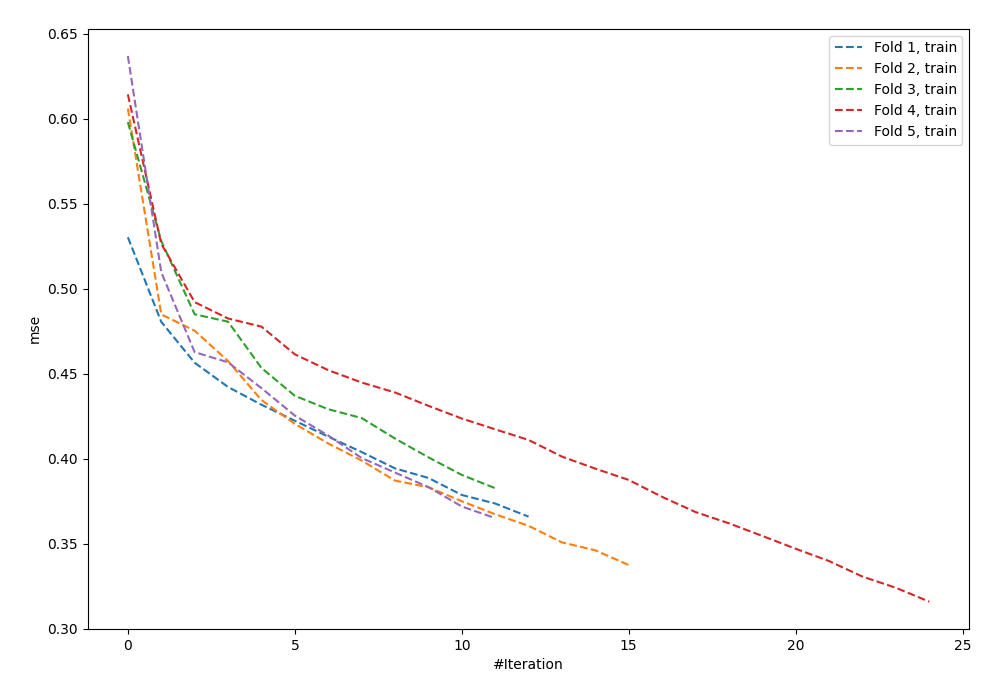 0.65
0.60
0.55
0.50
0.45
0.40
0.35
0.30
mse
0
5
10
15
20
25
#Iteration
Fold 1, train
Fold 2, train
Fold 3, train
Fold 4, train
Fold 5, train